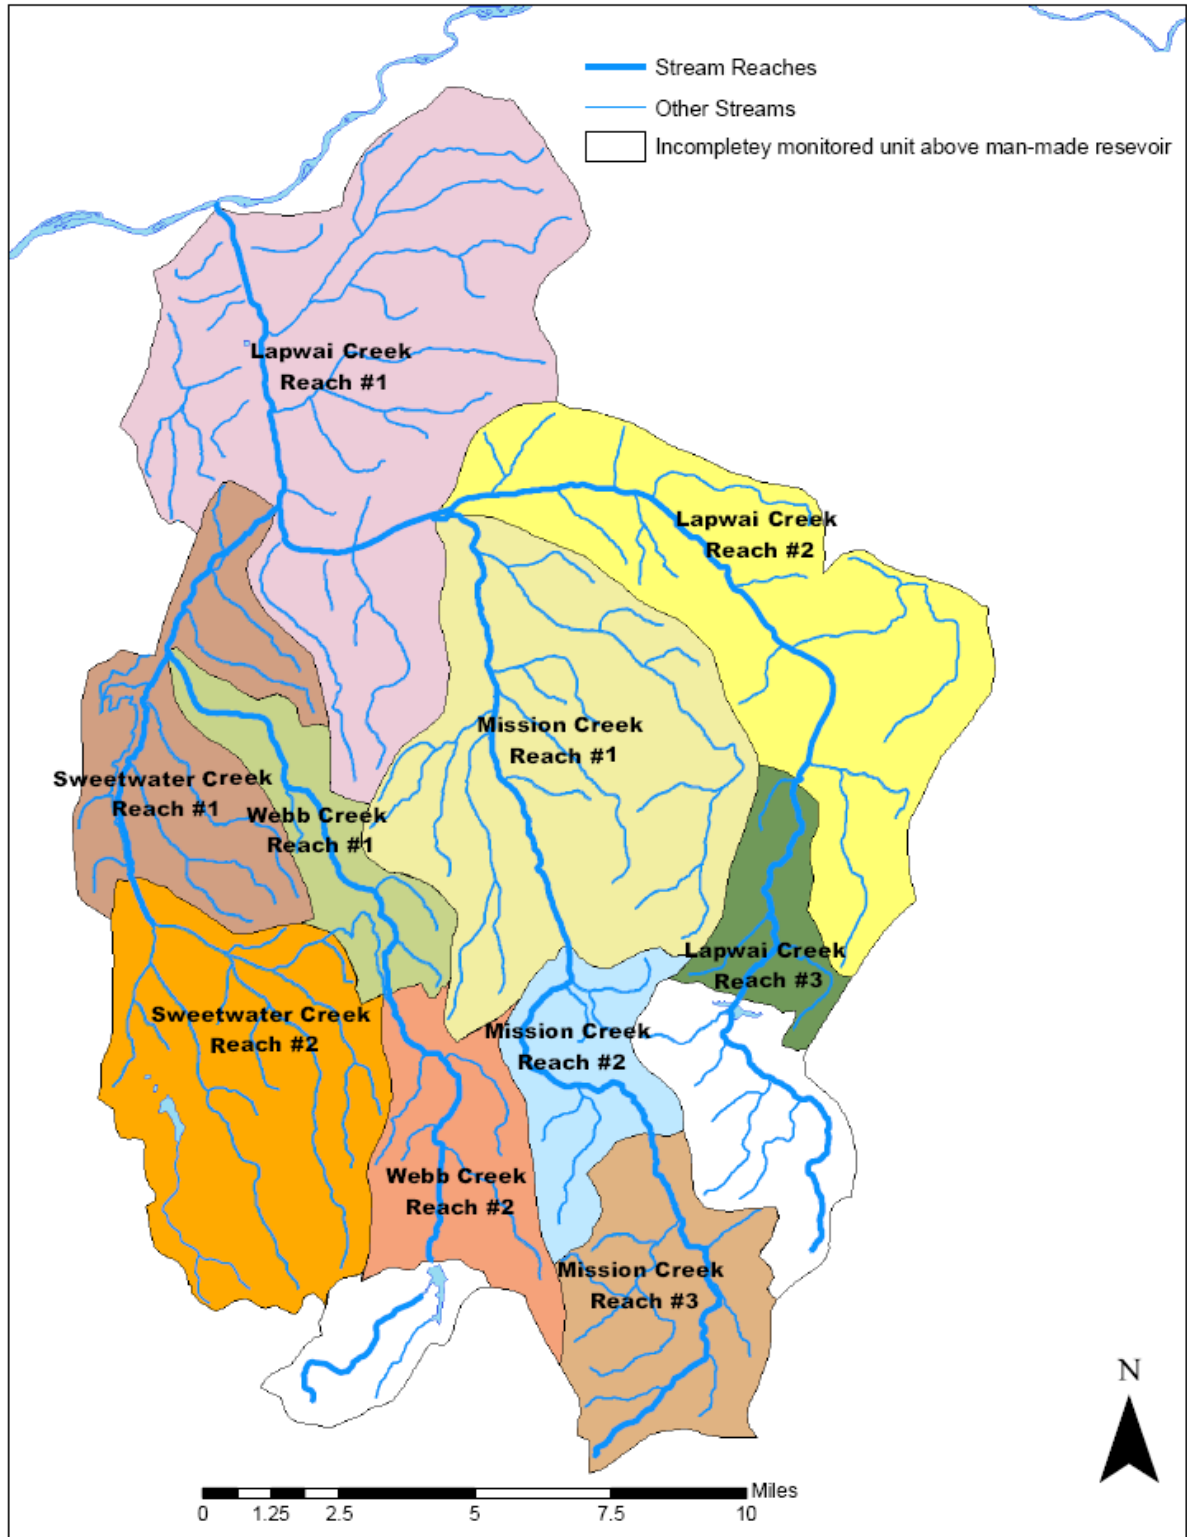 Stream Reaches
Other Streams
Incompletey monitored unit above man-made resevoir
Lapwai Creek
Reach #1
Lapwai Creek
Reach #2
Mission Creek
Reach #1
Sweetwater Creek
Reach #1
Webb Creek
Reach #1
Lapwai Creek
Reach #3
Sweetwater Creek
Reach #2
Mission Creek
Reach #2
Webb Creek
Reach #2
Mission Creek
Reach #3
N
Miles
0 1.25 2.5 5 7.5 10